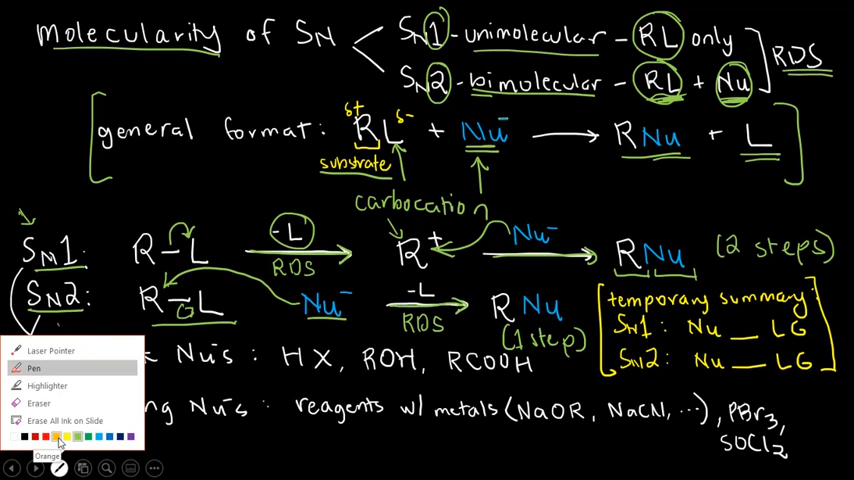 Molecularity of SN
SN1 - unimolecular - RL only
SN2 - bimolecular - RL + Nu
RDS
general format: RL + Nu⁻ → RNu + L
δ+ δ-
substrate
carbocation
SN1: R-L -L RDS R+ Nu⁻ RNu (2 steps)
SN2: R-L Nu⁻ -L RDS RNu
(1 step)
temporary summary:
SN1: Nu __ LG
SN2: Nu __ LG
Nu⁻s: HX, ROH, RCOOH
Nu⁻s: reagents w/ metals (NaOR, NaCN, ...), PBr3,
SOCl2
Laser Pointer
Pen
Highlighter
Eraser
Erase All Ink on Slide
Orange